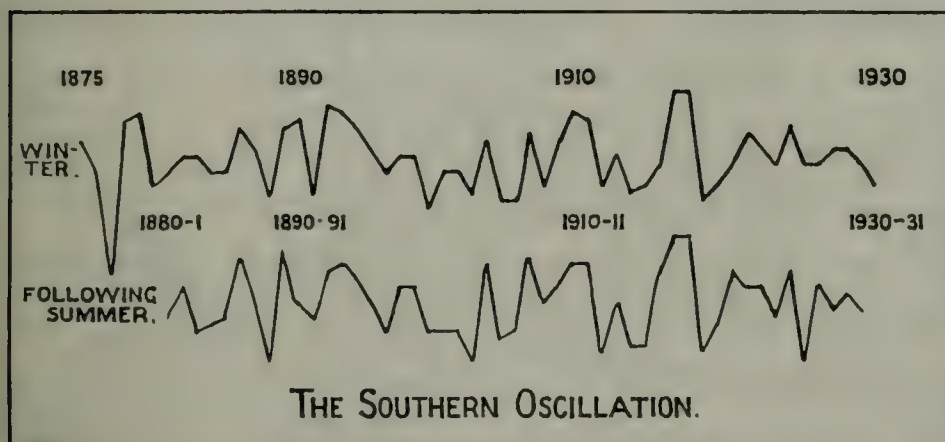 1875 1890 1910 1930
WIN-
TER.
1880-1 1890-91 1910-11 1930-31
FOLLOWING
SUMMER.
THE SOUTHERN OSCILLATION.